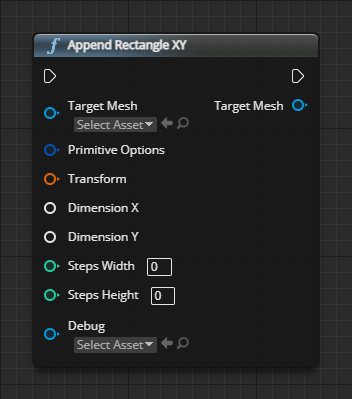 f Append Rectangle XY
Target Mesh Target Mesh
Select Asset
Primitive Options
Transform
Dimension X
Dimension Y
Steps Width 0
Steps Height 0
Debug
Select Asset